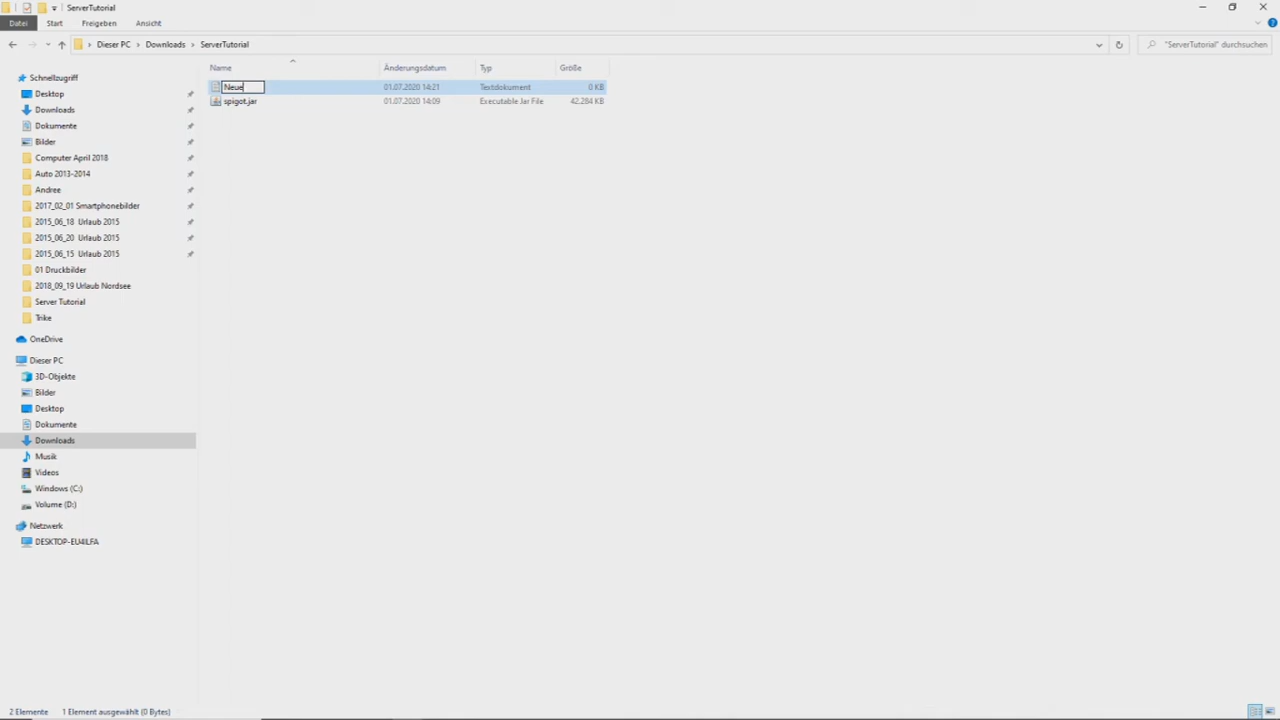 ServerTutorial
Datei Start Freigeben Ansicht
Dieser PC Downloads ServerTutorial "ServerTutorial" durchsuchen
Name Änderungsdatum Typ Größe
Neue 01.07.2020 14:21 Textdokument 0 KB
spigot.jar 01.07.2020 14:09 Executable Jar File 42.284 KB
Schnellzugriff
Desktop
Downloads
Dokumente
Bilder
Computer April 2018
Auto 2013-2014
Andree
2017_02_01 Smartphonebilder
2015_06_18 Urlaub 2015
2015_06_20 Urlaub 2015
2015_06_15 Urlaub 2015
01 Druckbilder
2018_09_19 Urlaub Nordsee
Server Tutorial
Trike
OneDrive
Dieser PC
3D-Objekte
Bilder
Desktop
Dokumente
Downloads
Musik
Videos
Windows (C:)
Volume (D:)
Netzwerk
DESKTOP-EU4ILFA
2 Elemente 1 Element ausgewählt (0 Bytes)